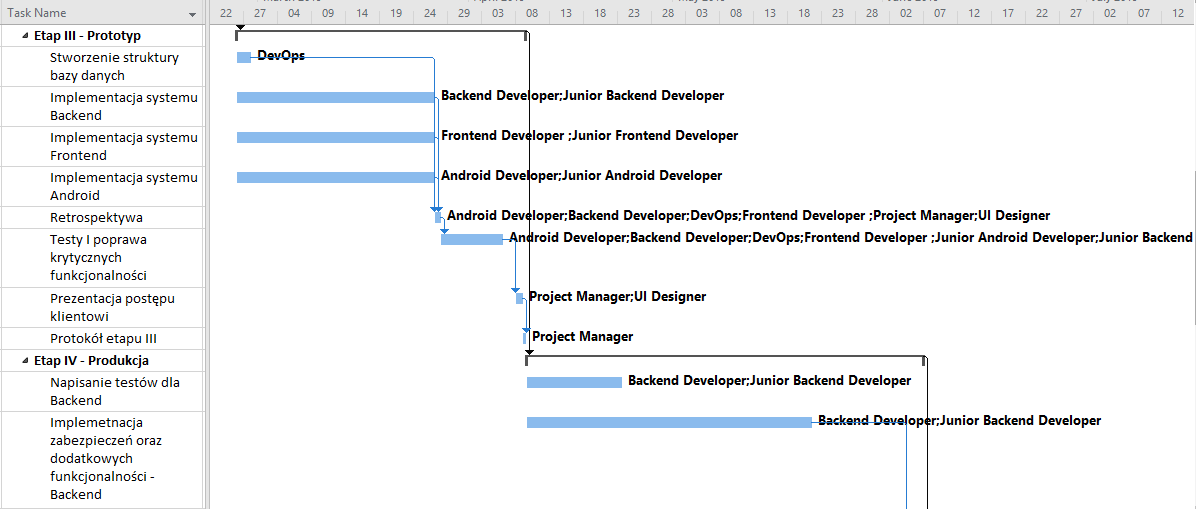 Task Name
22 27 04 09 14 19 24 29 03 08 13 18 23 28 03 08 13 18 23 28 02 07 12 17 22 27 02 07 12
Etap III - Prototyp
Stworzenie struktury
bazy danych
DevOps
Implementacja systemu
Backend
Backend Developer;Junior Backend Developer
Implementacja systemu
Frontend
Frontend Developer ;Junior Frontend Developer
Implementacja systemu
Android
Android Developer;Junior Android Developer
Retrospektywa
Android Developer;Backend Developer;DevOps;Frontend Developer ;Project Manager;UI Designer
Testy I poprawa
krytycznych
funkcjonalności
Android Developer;Backend Developer;DevOps;Frontend Developer ;Junior Android Developer;Junior Backend
Prezentacja postępu
klientowi
Project Manager;UI Designer
Protokół etapu III
Project Manager
Etap IV - Produkcja
Napisanie testów dla
Backend
Backend Developer;Junior Backend Developer
Implemetnacja
zabezpieczeń oraz
dodatkowych
funkcjonalności -
Backend
Backend Developer;Junior Backend Developer